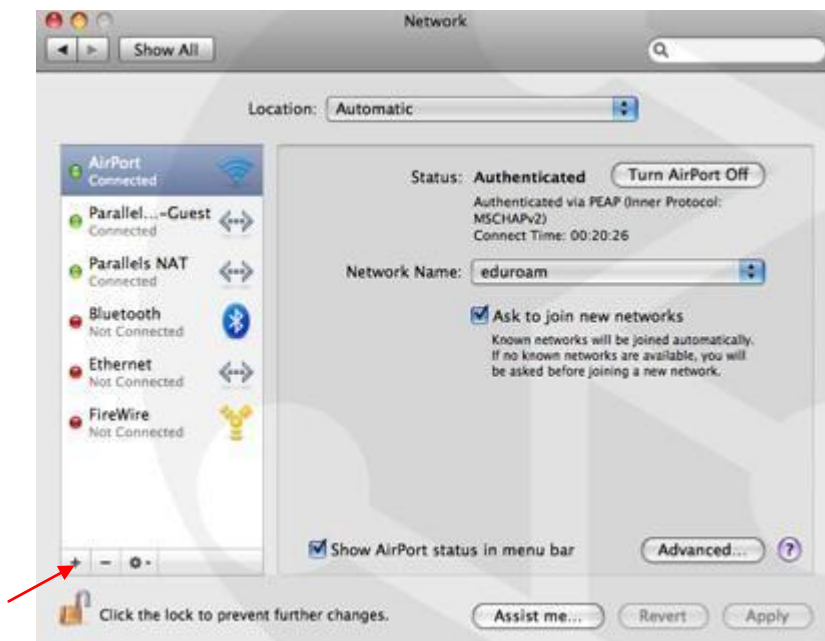 Network
Show All
Location: Automatic
AirPort
Connected
Parallel...-Guest
Connected
Parallels NAT
Connected
Bluetooth
Not Connected
Ethernet
Not Connected
FireWire
Not Connected
+ −
Status: Authenticated Turn AirPort Off
Authenticated via PEAP (Inner Protocol:
MSCHAPv2)
Connect Time: 00:20:26
Network Name: eduroam
Ask to join new networks
Known networks will be joined automatically.
If no known networks are available, you will
be asked before joining a new network.
Show AirPort status in menu bar Advanced... ?
Click the lock to prevent further changes. Assist me... Revert Apply